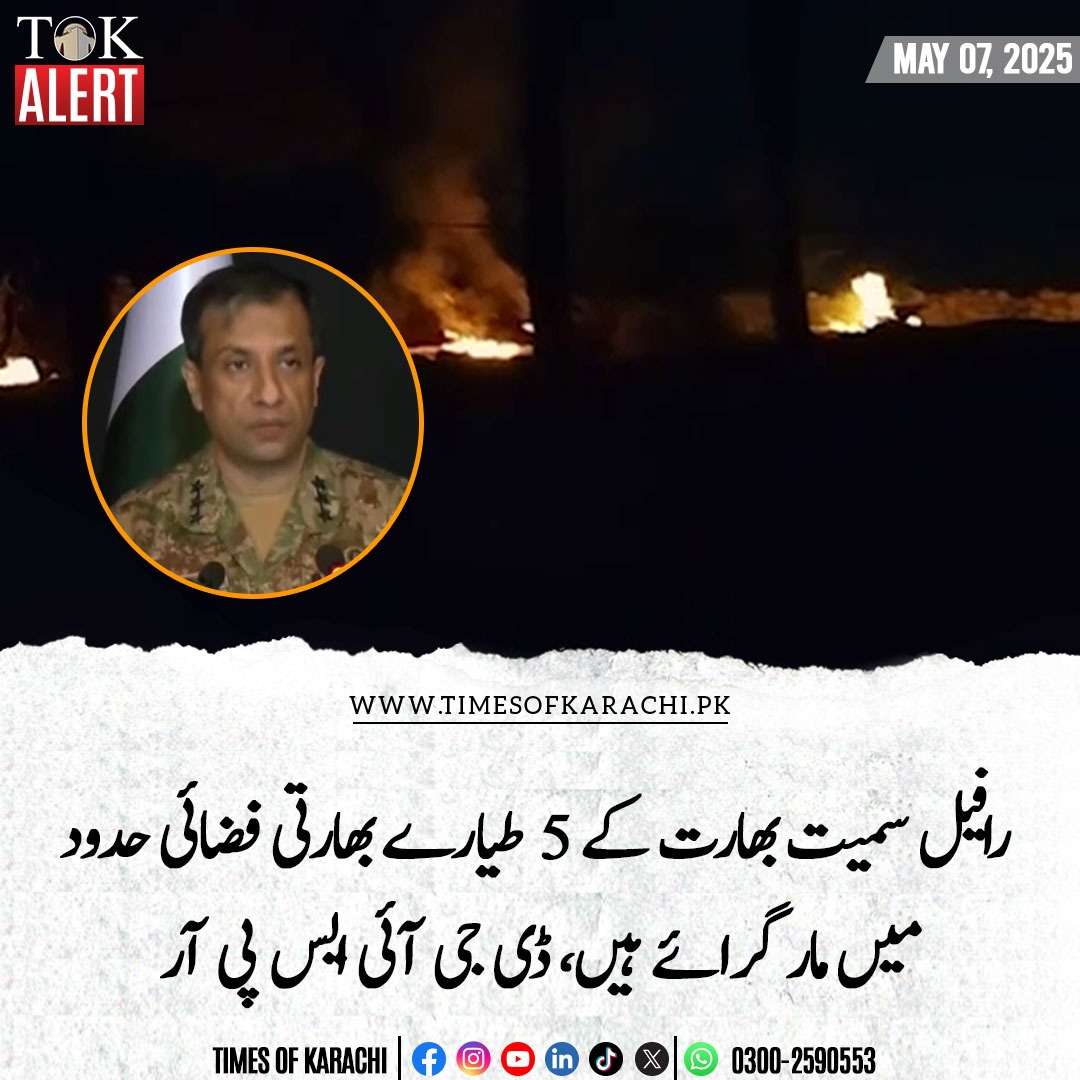 TOK
ALERT
MAY 07, 2025
WWW.TIMESOFKARACHI.PK
رافیل سمیت بھارت کے 5 طیارے بھارتی فضائی حدود
میں مار گرائے ہیں، ڈی جی آئی ایس پی آر
TIMES OF KARACHI 0300-2590553